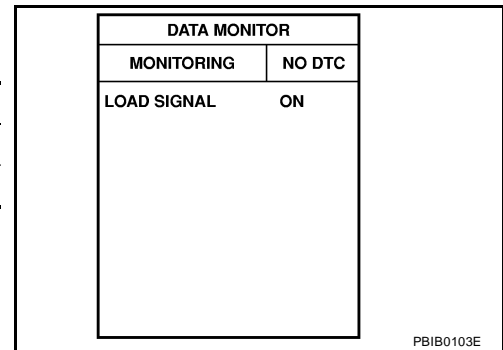 DATA MONITOR
MONITORING NO DTC
LOAD SIGNAL ON
PBIB0103E